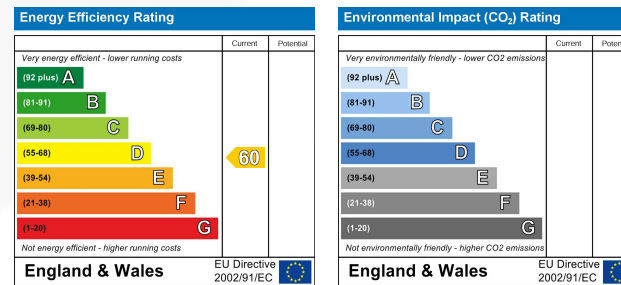 Energy Efficiency Rating
Current Potential
Very energy efficient - lower running costs
(92 plus) A
(81-91) B
(69-80) C
(55-68) D
60
(39-54) E
(21-38) F
(1-20) G
Not energy efficient - higher running costs
England & Wales
EU Directive
2002/91/EC
Environmental Impact (CO2) Rating
Current Poten
Very environmentally friendly - lower CO2 emissions
(92 plus) A
(81-91) B
(69-80) C
(55-68) D
(39-54) E
(21-38) F
(1-20) G
Not environmentally friendly - higher CO2 emissions
England & Wales
EU Directive
2002/91/EC